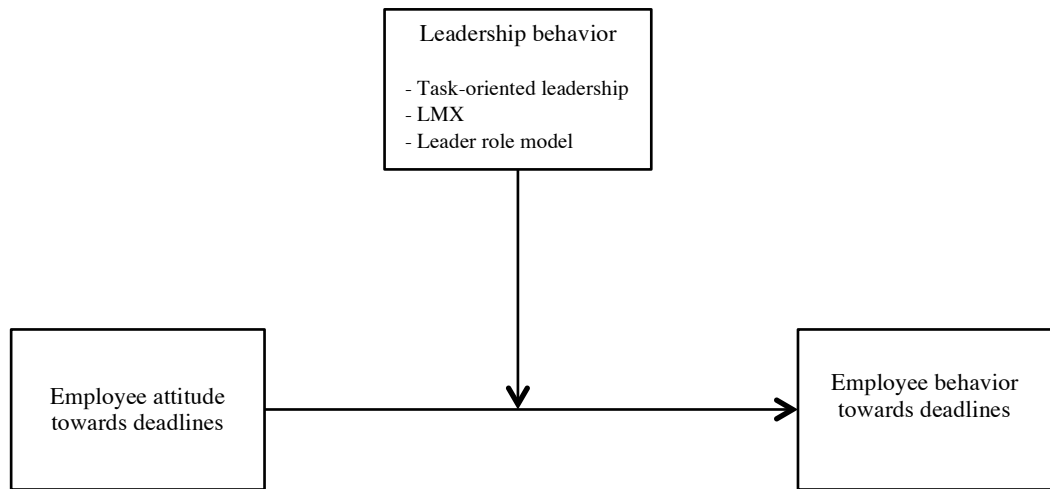 Leadership behavior
- Task-oriented leadership
- LMX
- Leader role model
Employee attitude
towards deadlines
Employee behavior
towards deadlines